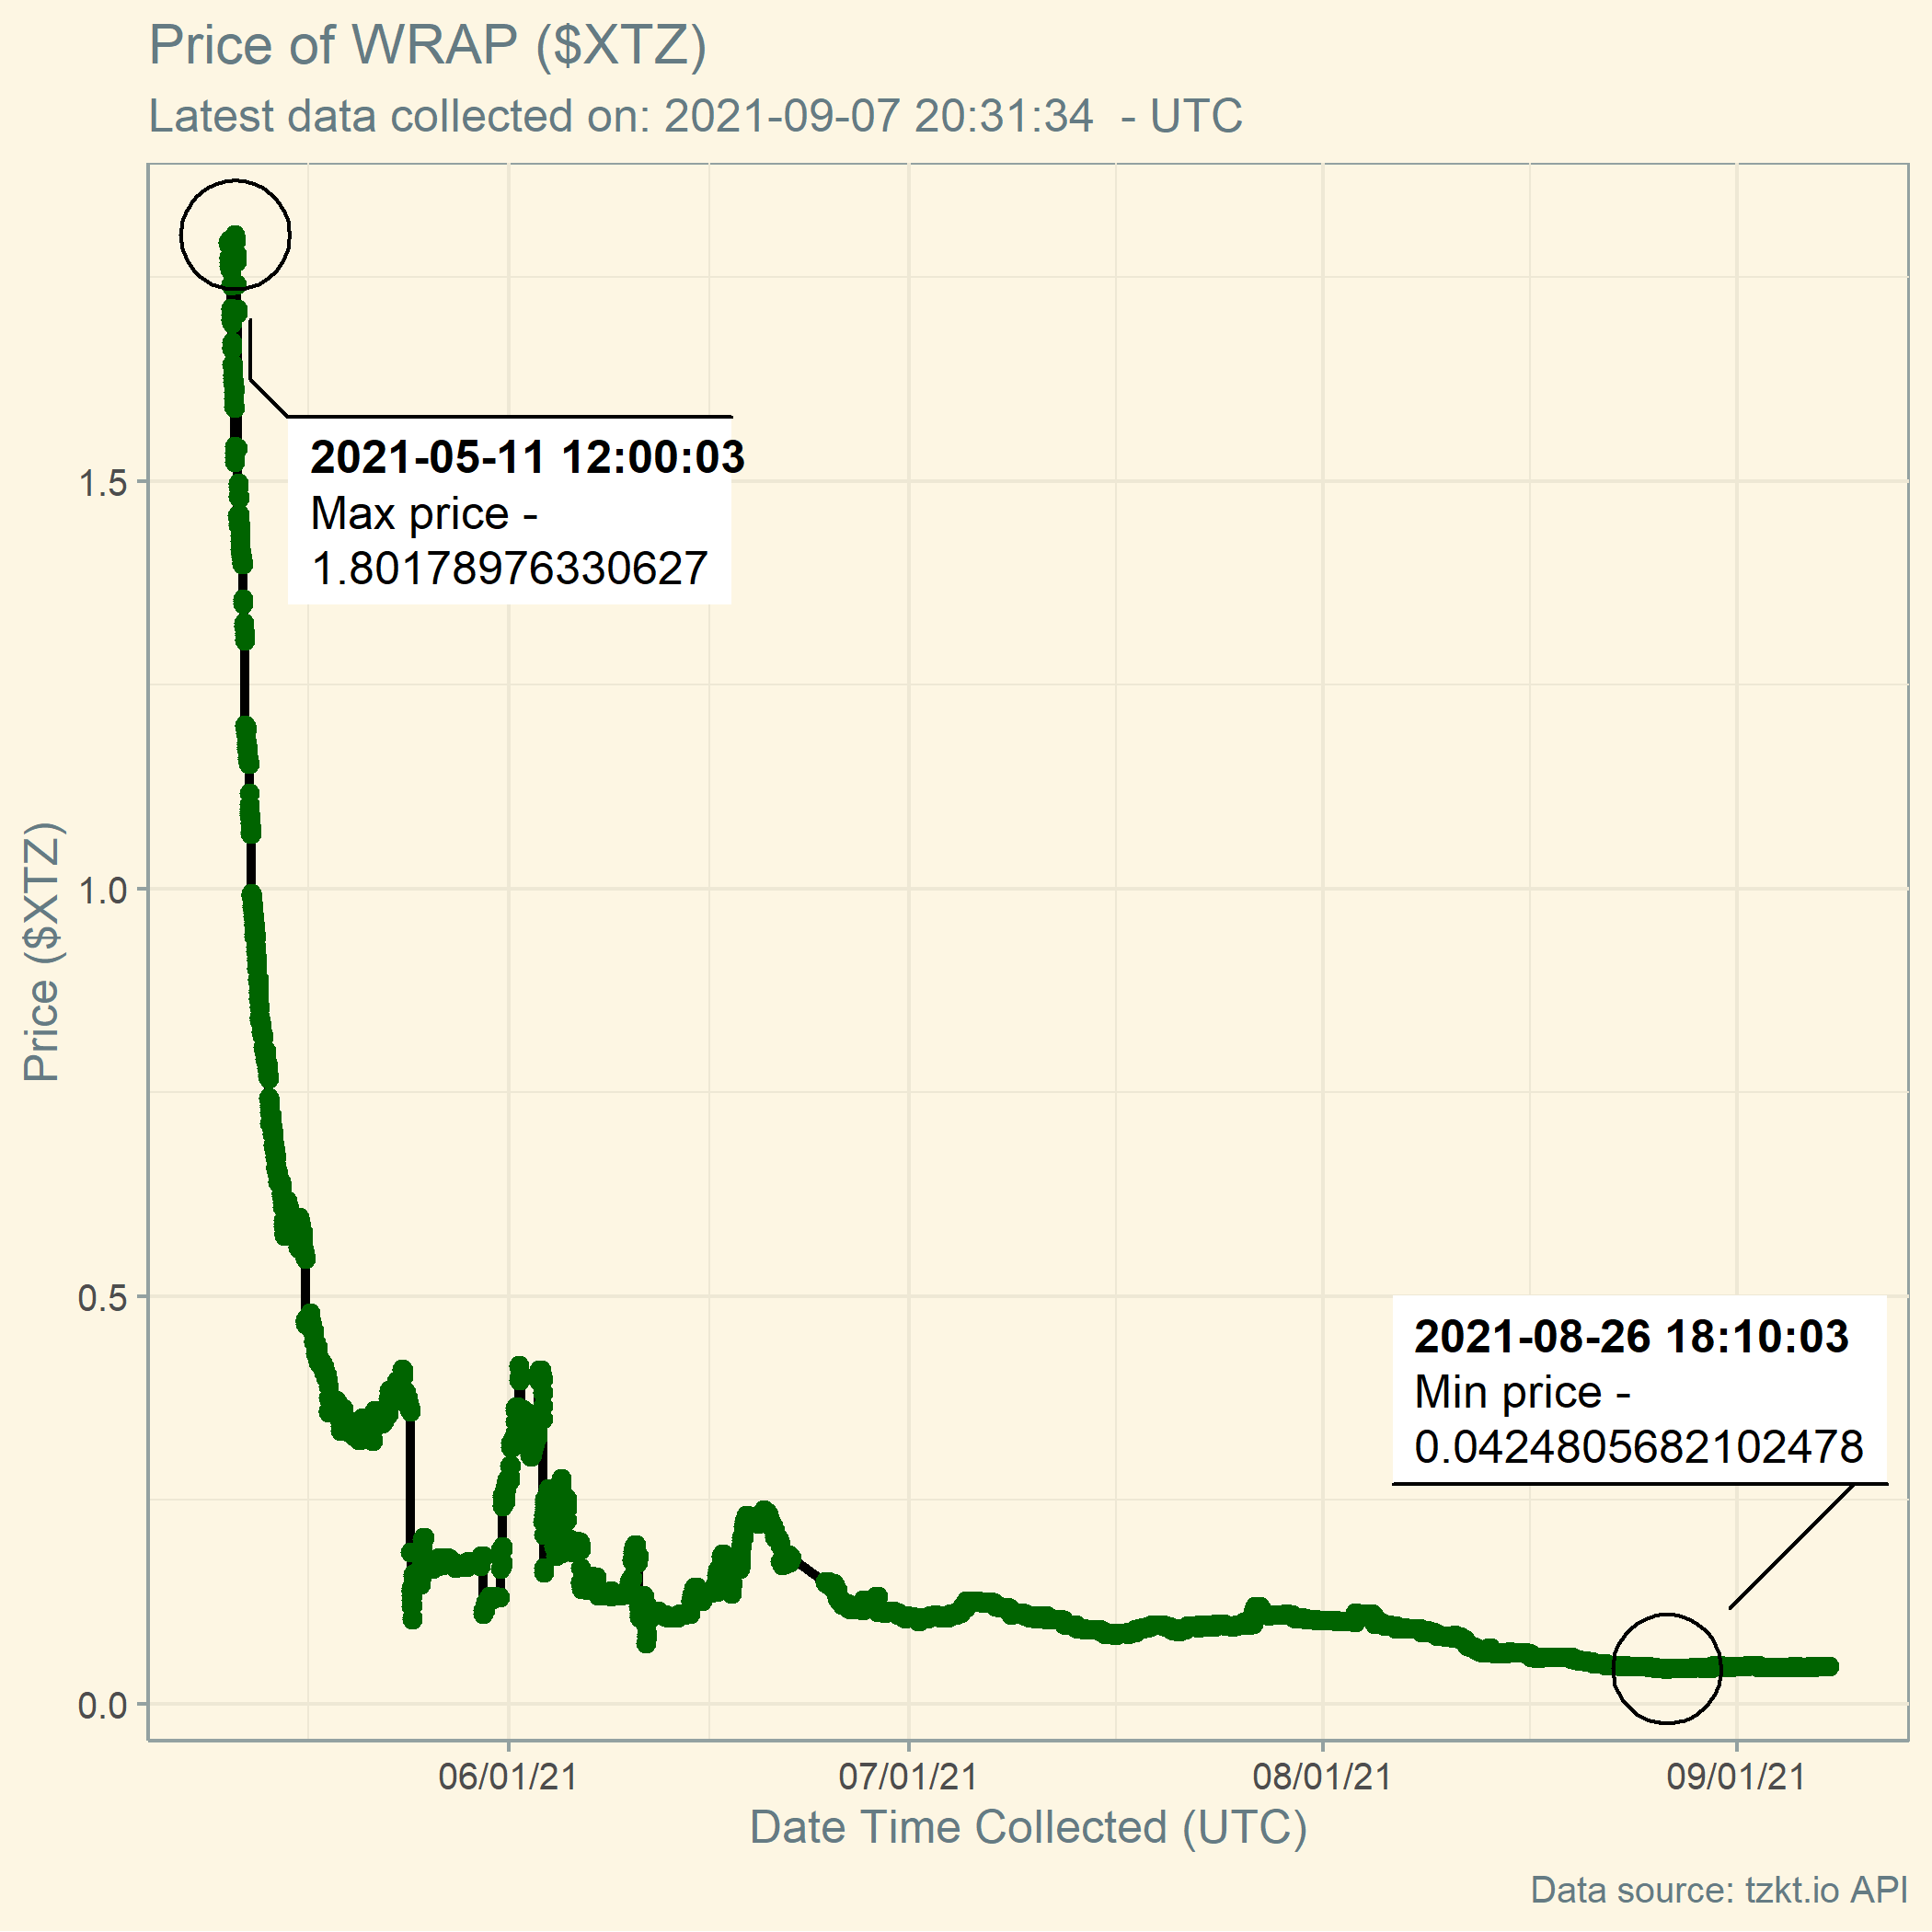 Price of WRAP ($XTZ)
Latest data collected on: 2021-09-07 20:31:34  - UTC
2021-05-11 12:00:03
Max price -
1.80178976330627
1.5
1.0
0.5
0.0
Price ($XTZ)
2021-08-26 18:10:03
Min price -
0.0424805682102478
06/01/21
07/01/21
08/01/21
09/01/21
Date Time Collected (UTC)
Data source: tzkt.io API